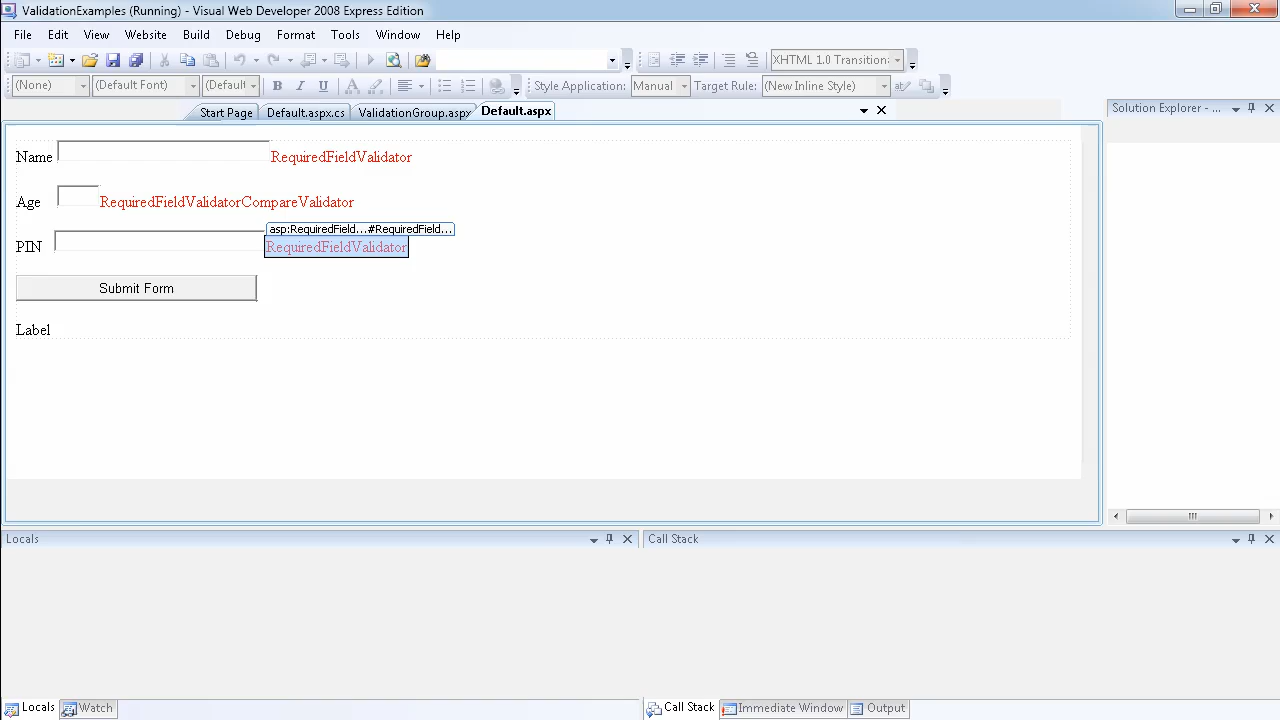 ValidationExamples (Running) - Visual Web Developer 2008 Express Edition
File Edit View Website Build Debug Format Tools Window Help
XHTML 1.0 Transition:
(None) (Default Font) (Default B I U A Style Application: Manual Target Rule: (New Inline Style)
Start Page Default.aspx.cs ValidationGroup.aspx Default.aspx
Solution Explorer - ...
Name RequiredFieldValidator
Age RequiredFieldValidatorCompareValidator
asp:RequiredField...#RequiredField...
PIN RequiredFieldValidator
Submit Form
Label
Locals Call Stack
Locals Watch Call Stack Immediate Window Output